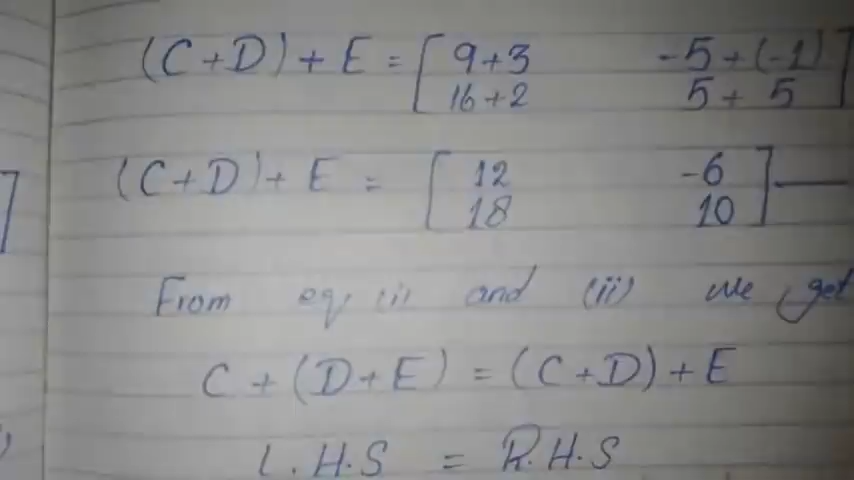 (C+D)+E = [ 9+3 -5+(-1) ]
[ 16+2 5+5 ]
(C+D)+E = [ 12 -6 ] —
[ 18 10 ]
From eq (i) and (ii) we get
C+(D+E) = (C+D)+E
L.H.S = R.H.S